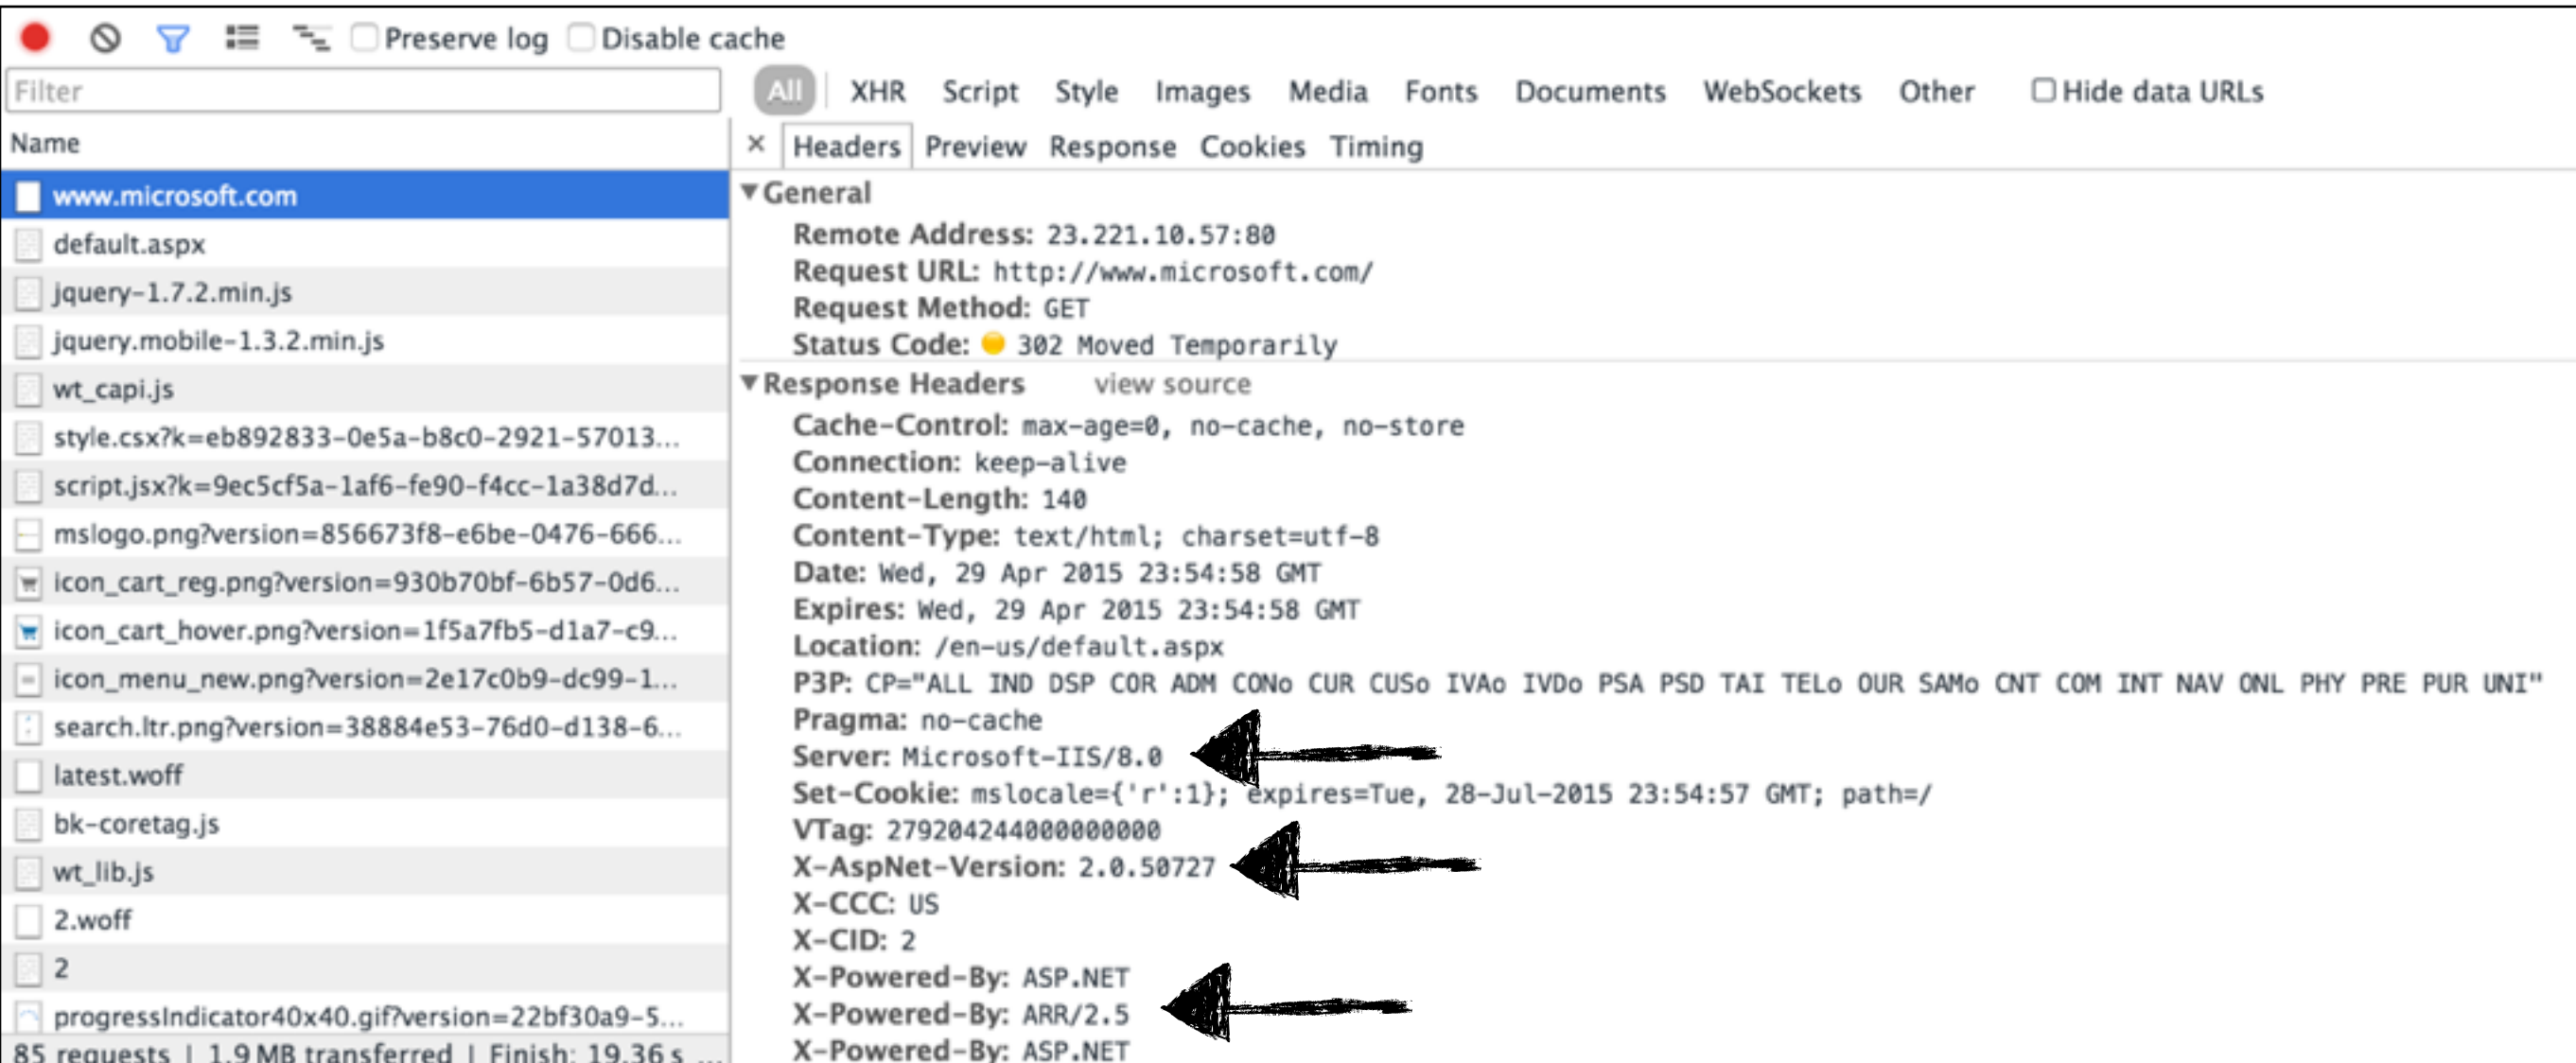 Preserve log Disable cache
Filter
All XHR Script Style Images Media Fonts Documents WebSockets Other Hide data URLs
Name
× Headers Preview Response Cookies Timing
www.microsoft.com
default.aspx
jquery-1.7.2.min.js
jquery.mobile-1.3.2.min.js
wt_capi.js
style.csx?k=eb892833-0e5a-b8c0-2921-57013...
script.jsx?k=9ec5cf5a-1af6-fe90-f4cc-1a38d7d...
mslogo.png?version=856673f8-e6be-0476-666...
icon_cart_reg.png?version=930b70bf-6b57-0d6...
icon_cart_hover.png?version=1f5a7fb5-d1a7-c9...
icon_menu_new.png?version=2e17c0b9-dc99-1...
search.ltr.png?version=38884e53-76d0-d138-6...
latest.woff
bk-coretag.js
wt_lib.js
2.woff
2
progressIndicator40x40.gif?version=22bf30a9-5...
85 requests | 1.9 MB transferred | Finish: 19.36 s ...
General
Remote Address: 23.221.10.57:80
Request URL: http://www.microsoft.com/
Request Method: GET
Status Code: 302 Moved Temporarily
Response Headers view source
Cache-Control: max-age=0, no-cache, no-store
Connection: keep-alive
Content-Length: 140
Content-Type: text/html; charset=utf-8
Date: Wed, 29 Apr 2015 23:54:58 GMT
Expires: Wed, 29 Apr 2015 23:54:58 GMT
Location: /en-us/default.aspx
P3P: CP="ALL IND DSP COR ADM CONo CUR CUSo IVAo IVDo PSA PSD TAI TELo OUR SAMo CNT COM INT NAV ONL PHY PRE PUR UNI"
Pragma: no-cache
Server: Microsoft-IIS/8.0
Set-Cookie: mslocale={'r':1}; expires=Tue, 28-Jul-2015 23:54:57 GMT; path=/
VTag: 279204244000000000
X-AspNet-Version: 2.0.50727
X-CCC: US
X-CID: 2
X-Powered-By: ASP.NET
X-Powered-By: ARR/2.5
X-Powered-By: ASP.NET